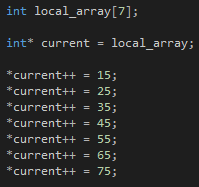 int local_array[7];
int* current = local_array;
*current++ = 15;
*current++ = 25;
*current++ = 35;
*current++ = 45;
*current++ = 55;
*current++ = 65;
*current++ = 75;